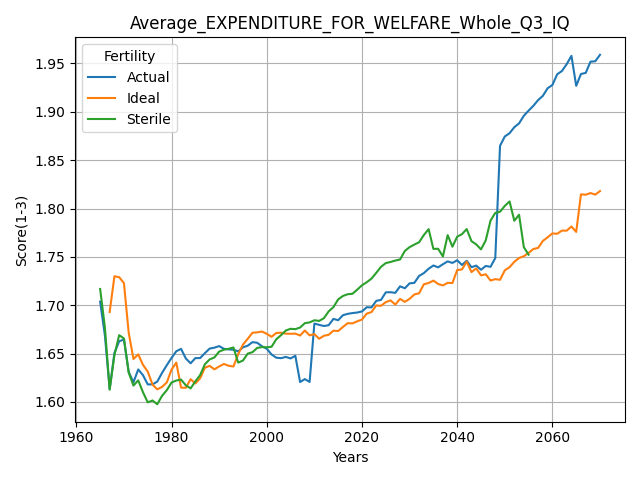 Average_EXPENDITURE_FOR_WELFARE_Whole_Q3_IQ
Fertility
Actual
Ideal
Sterile
1.95
1.90
1.85
1.80
1.75
1.70
1.65
1.60
Score(1-3)
1960 1980 2000 2020 2040 2060
Years